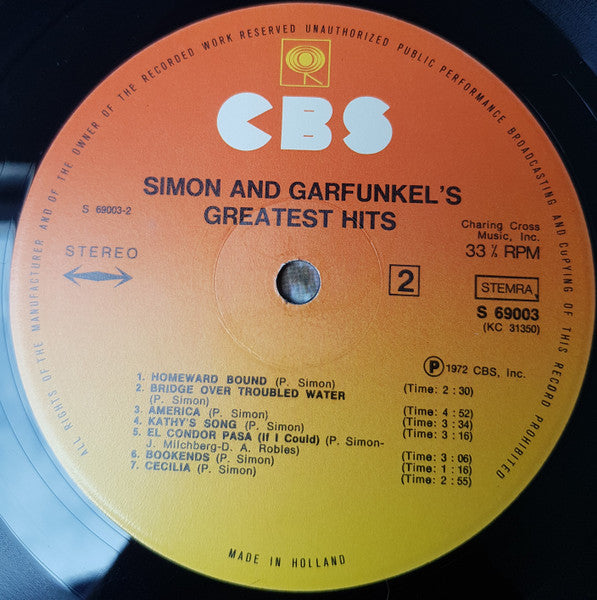 ALL RIGHTS OF THE MANUFACTURER AND OF THE OWNER OF THE RECORDED WORK RESERVED UNAUTHORIZED PUBLIC PERFORMANCE BROADCASTING AND COPYING OF THIS RECORD PROHIBITED
CBS
SIMON AND GARFUNKEL'S
GREATEST HITS
S 69003-2
STEREO
Charing Cross
Music, Inc.
33 ⅓ RPM
2
STEMRA
S 69003
(KC 31350)
Ⓟ 1972 CBS, Inc.
1. HOMEWARD BOUND (P. Simon) (Time: 2 : 30)
2. BRIDGE OVER TROUBLED WATER
(P. Simon) (Time: 4 : 52)
3. AMERICA (P. Simon) (Time: 3 : 34)
4. KATHY'S SONG (P. Simon) (Time: 3 : 16)
5. EL CONDOR PASA (If I Could) (P. Simon-
J. Milchberg-D. A. Robles) (Time: 3 : 06)
6. BOOKENDS (P. Simon) (Time: 1 : 16)
7. CECILIA (P. Simon) (Time: 2 : 55)
MADE IN HOLLAND